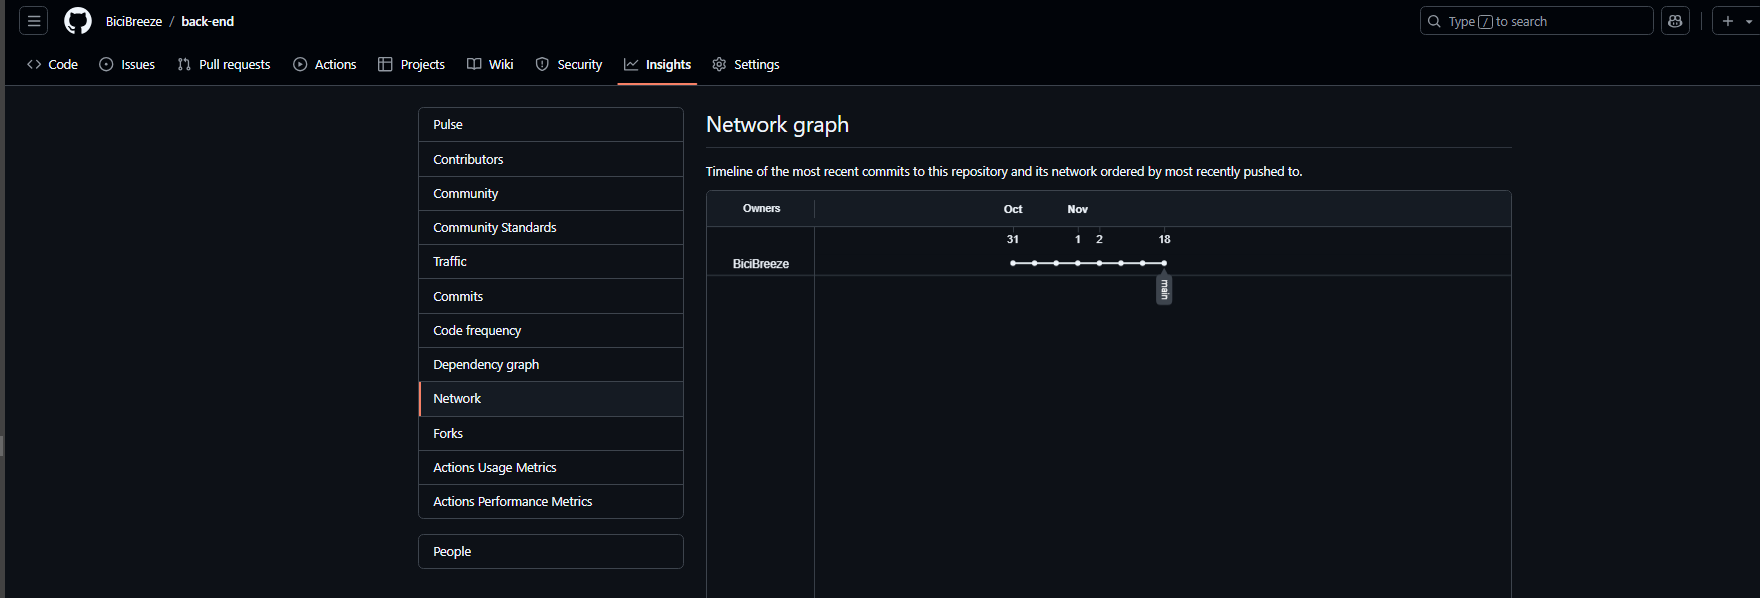 BiciBreeze / back-end
Type / to search
Code Issues Pull requests Actions Projects Wiki Security Insights Settings
Pulse
Contributors
Community
Community Standards
Traffic
Commits
Code frequency
Dependency graph
Network
Forks
Actions Usage Metrics
Actions Performance Metrics
People
Network graph
Timeline of the most recent commits to this repository and its network ordered by most recently pushed to.
Owners Oct Nov
31 1 2 18
BiciBreeze
main